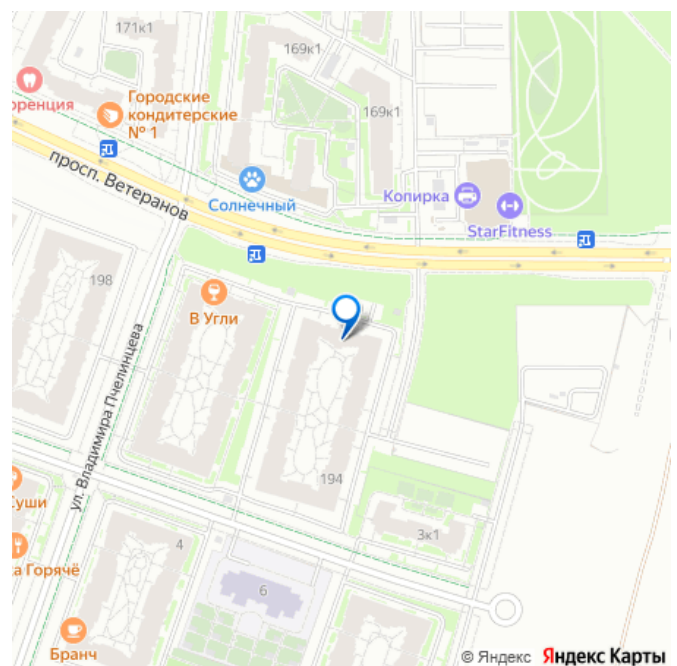 171к1
169к1
оренция
Городские
кондитерские
№ 1
169к1
просп. Ветеранов
Солнечный
Копирка
StarFitness
198
В Угли
ул. Владимира Пчелинцева
194
Суши
3к1
4
ка Горячё
6
Бранч
© Яндекс Яндекс Карты